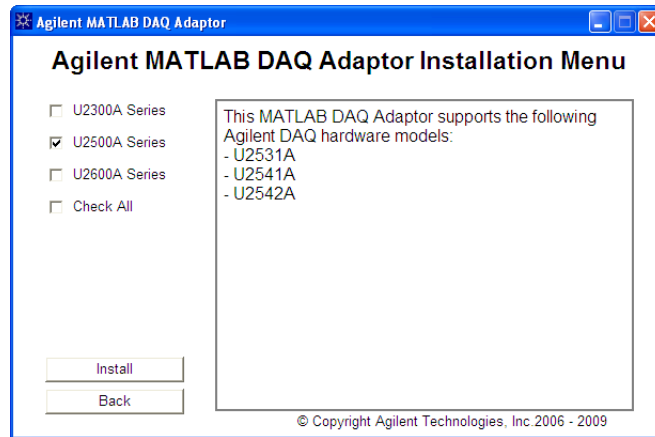 Agilent MATLAB DAQ Adaptor
Agilent MATLAB DAQ Adaptor Installation Menu
U2300A Series
U2500A Series
U2600A Series
Check All
This MATLAB DAQ Adaptor supports the following
Agilent DAQ hardware models:
- U2531A
- U2541A
- U2542A
Install
Back
© Copyright Agilent Technologies, Inc.2006 - 2009